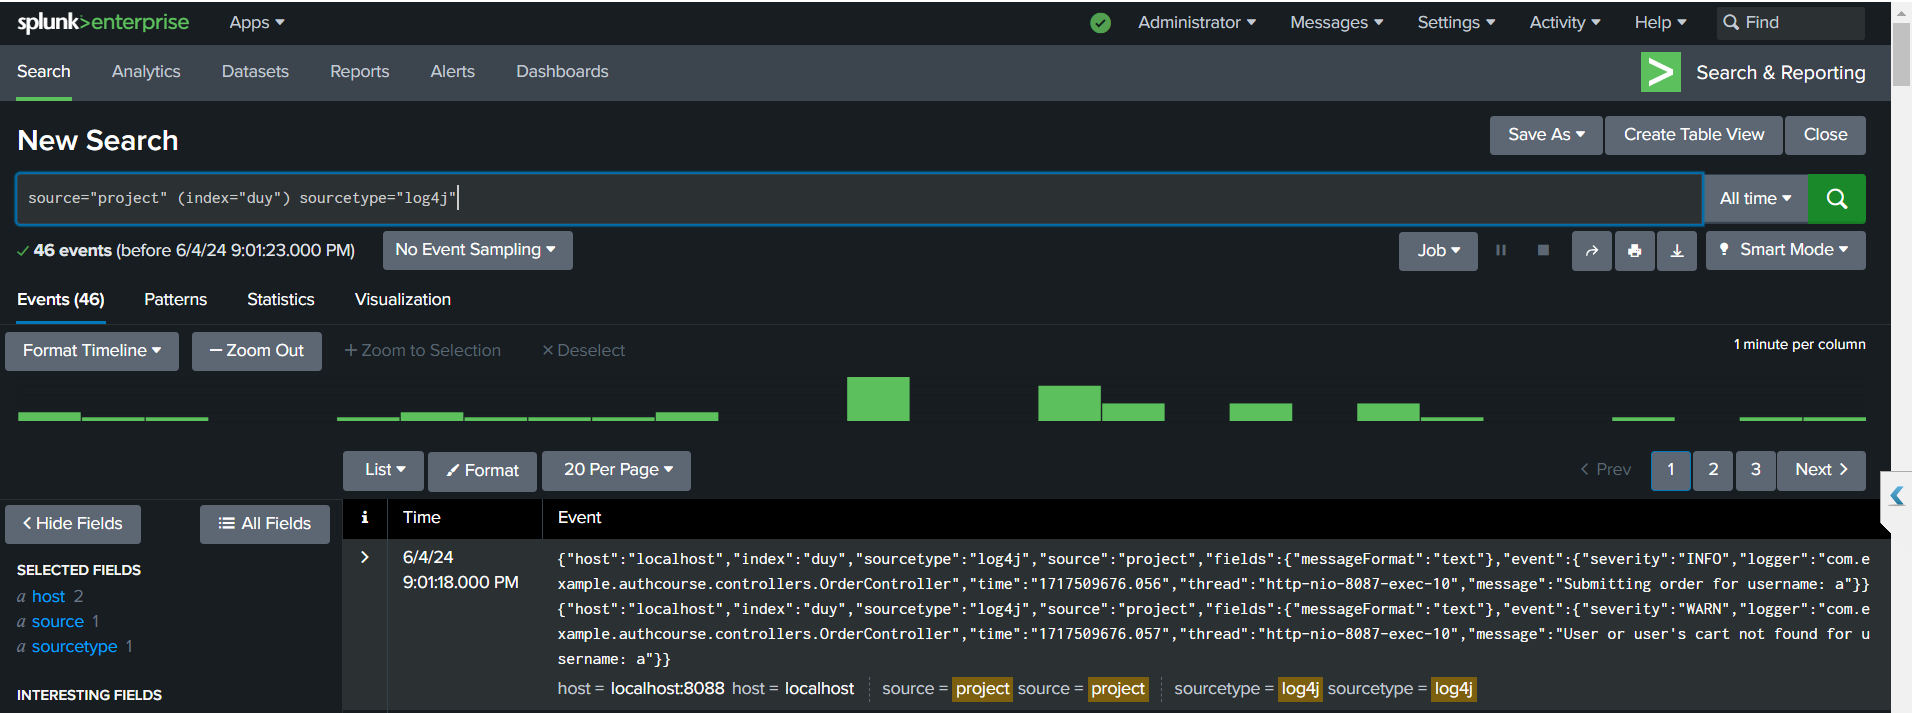 splunk>enterprise Apps Administrator Messages Settings Activity Help Find
Search Analytics Datasets Reports Alerts Dashboards Search & Reporting
New Search Save As Create Table View Close
source="project" (index="duy") sourcetype="log4j" All time
46 events (before 6/4/24 9:01:23.000 PM) No Event Sampling Job Smart Mode
Events (46) Patterns Statistics Visualization
Format Timeline Zoom Out Zoom to Selection Deselect 1 minute per column
List Format 20 Per Page Prev 1 2 3 Next
Hide Fields All Fields i Time Event
SELECTED FIELDS
a host 2
a source 1
a sourcetype 1
INTERESTING FIELDS
6/4/24
9:01:18.000 PM
{"host":"localhost","index":"duy","sourcetype":"log4j","source":"project","fields":{"messageFormat":"text"},"event":{"severity":"INFO","logger":"com.e
xample.authcourse.controllers.OrderController","time":"1717509676.056","thread":"http-nio-8087-exec-10","message":"Submitting order for username: a"}}
{"host":"localhost","index":"duy","sourcetype":"log4j","source":"project","fields":{"messageFormat":"text"},"event":{"severity":"WARN","logger":"com.e
xample.authcourse.controllers.OrderController","time":"1717509676.057","thread":"http-nio-8087-exec-10","message":"User or user's cart not found for u
sername: a"}}
host = localhost:8088 host = localhost source = project source = project sourcetype = log4j sourcetype = log4j